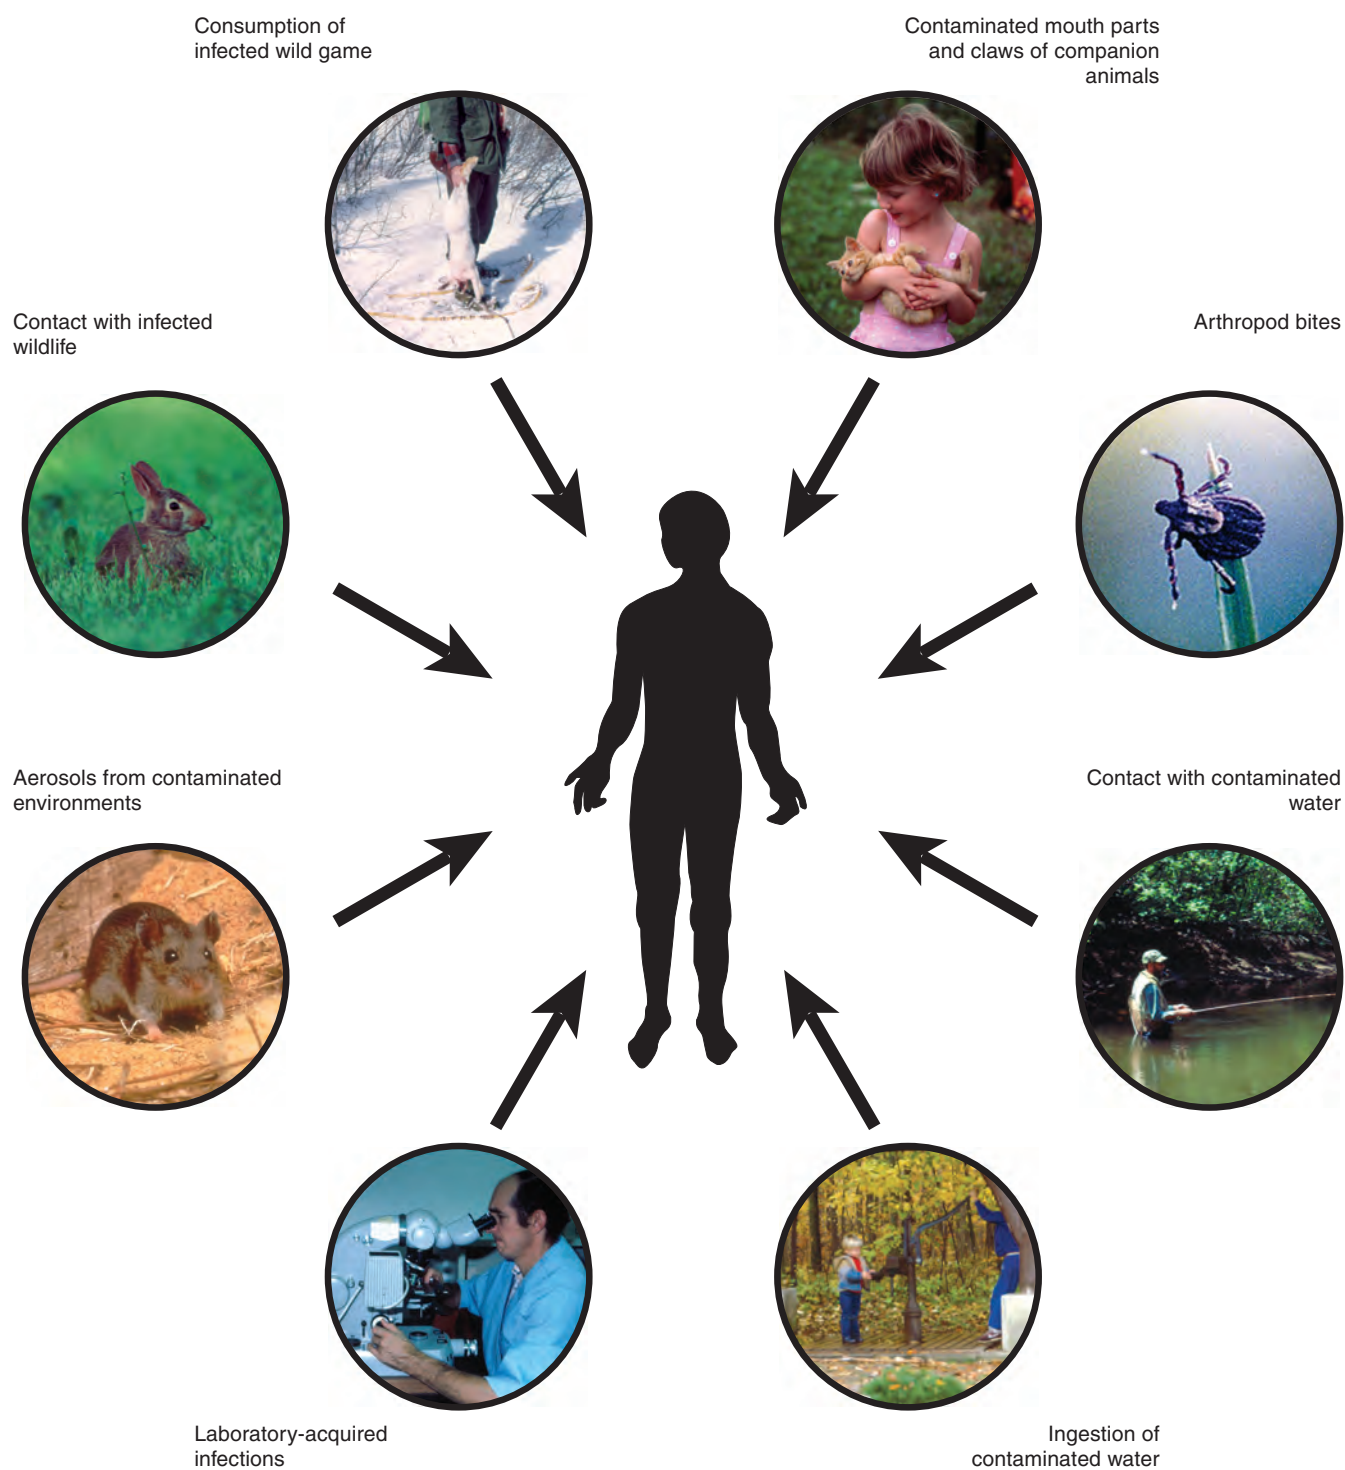 Consumption of
infected wild game
Contaminated mouth parts
and claws of companion
animals
Contact with infected
wildlife
Arthropod bites
Aerosols from contaminated
environments
Contact with contaminated
water
Laboratory-acquired
infections
Ingestion of
contaminated water